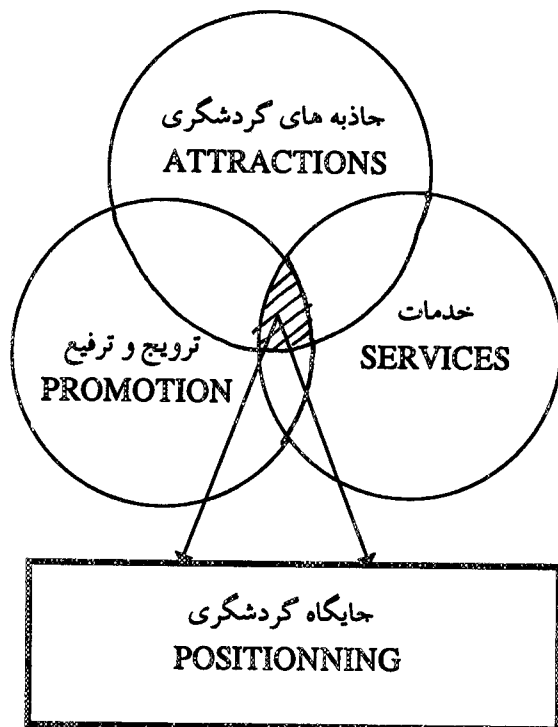 جاذبه های گردشگری
ATTRACTIONS
خدمات
SERVICES
ترویج و ترفیع
PROMOTION
جایگاه گردشگری
POSITIONNING